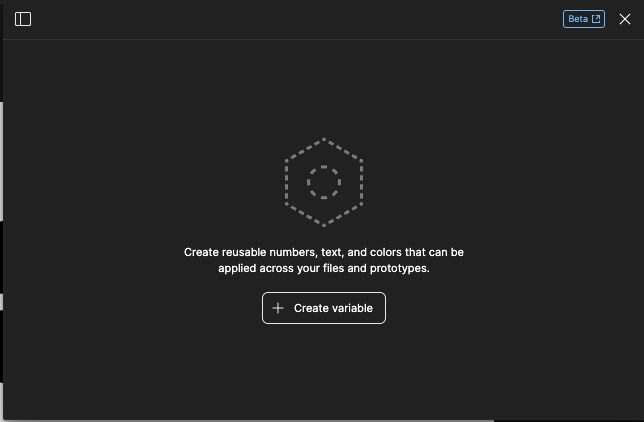 Beta
Create reusable numbers, text, and colors that can be
applied across your files and prototypes.
Create variable